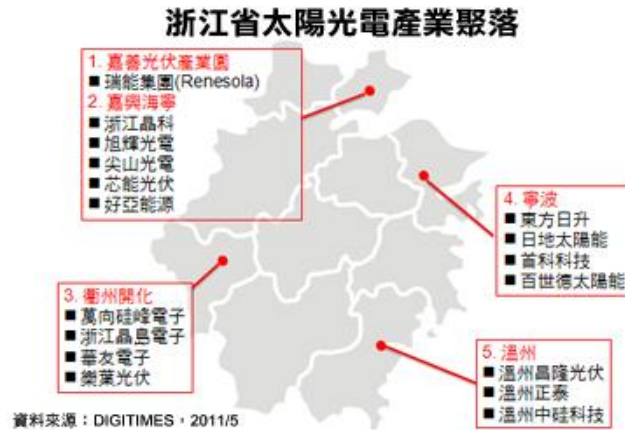 浙江省太陽光電產業聚落
1. 嘉善光伏產業園
■ 瑞能集團(Renesola)
2. 嘉興海寧
■ 浙江晶科
■ 旭輝光電
■ 尖山光電
■ 芯能光伏
■ 好亞能源
4. 寧波
■ 東方日升
■ 日地太陽能
■ 首科科技
■ 百世德太陽能
3. 衢州開化
■ 萬向硅峰電子
■ 浙江晶島電子
■ 華友電子
■ 樂葉光伏
5. 溫州
■ 溫州昌隆光伏
■ 溫州正泰
■ 溫州中硅科技
資料來源：DIGITIMES，2011/5